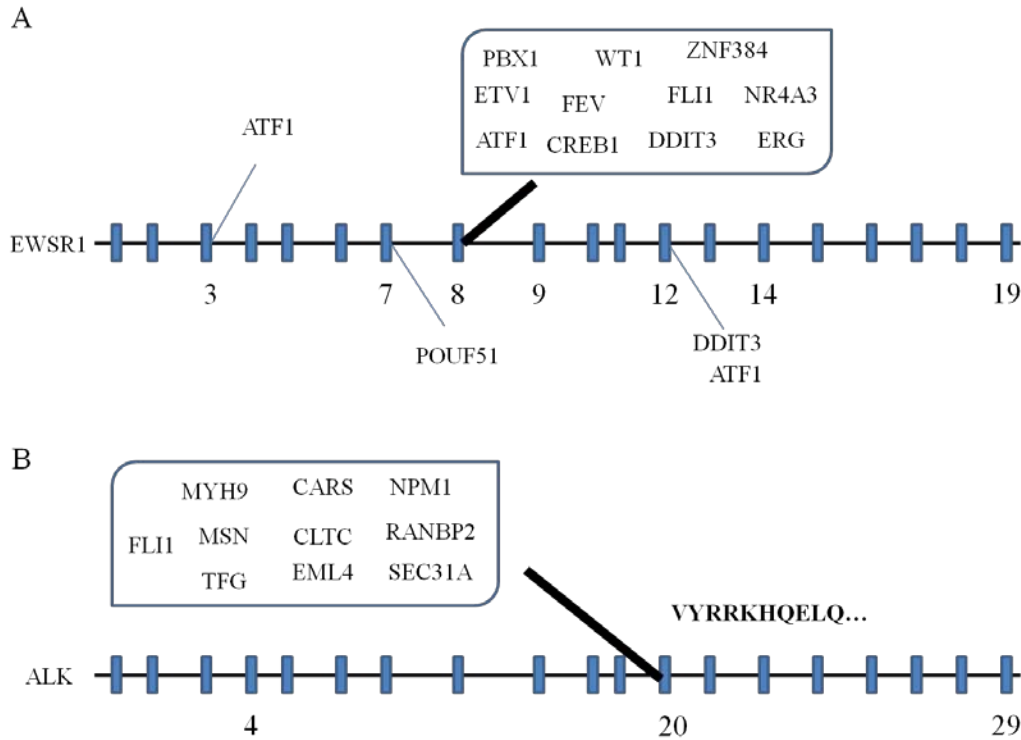 A
PBX1 WT1 ZNF384
ETV1 FEV FLI1 NR4A3
ATF1 CREB1 DDIT3 ERG
ATF1
EWSR1
3 7 8 9 12 14 19
POUF51
DDIT3
ATF1
B
MYH9 CARS NPM1
FLI1 MSN CLTC RANBP2
TFG EML4 SEC31A
VYRRKHQELQ…
ALK
4 20 29